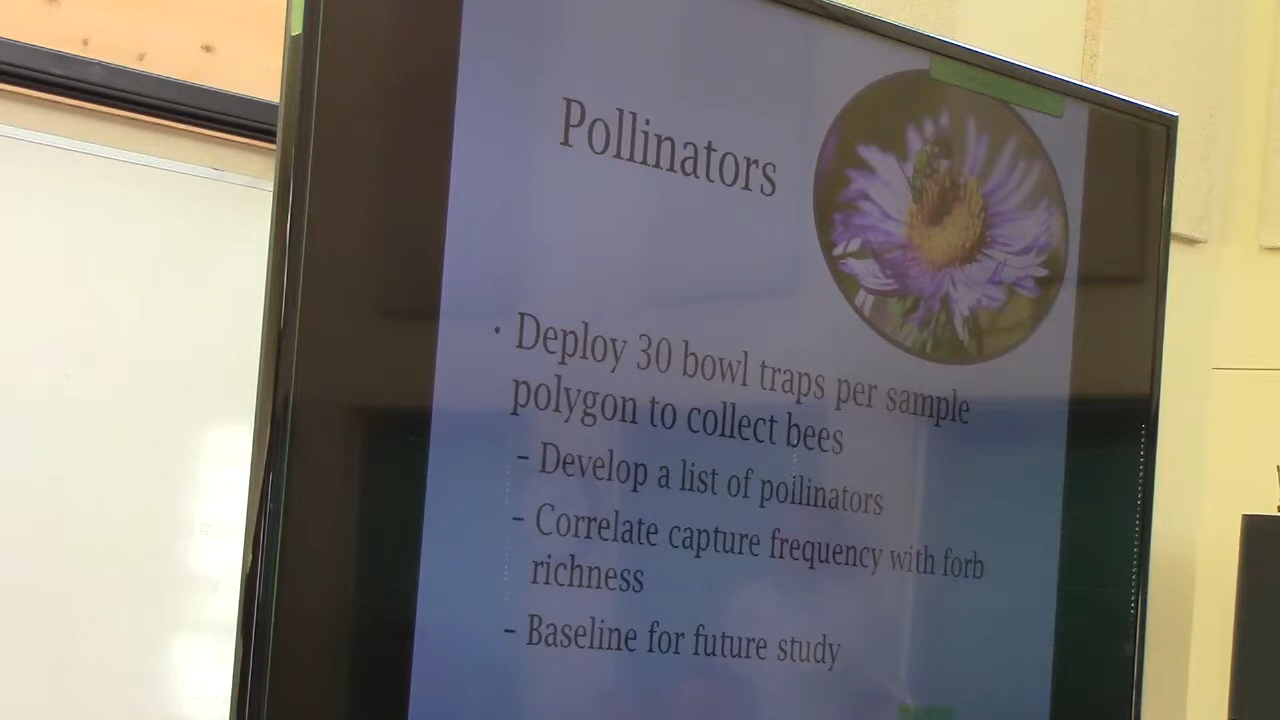 Pollinators
· Deploy 30 bowl traps per sample
polygon to collect bees
– Develop a list of pollinators
– Correlate capture frequency with forb
richness
– Baseline for future study